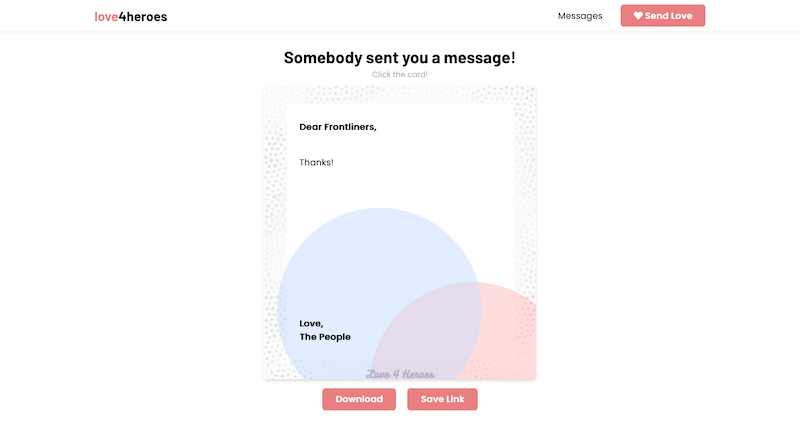 love4heroes
Messages
Send Love
Somebody sent you a message!
Click the card!
Dear Frontliners,
Thanks!
Love,
The People
Love 4 Heroes
Download
Save Link